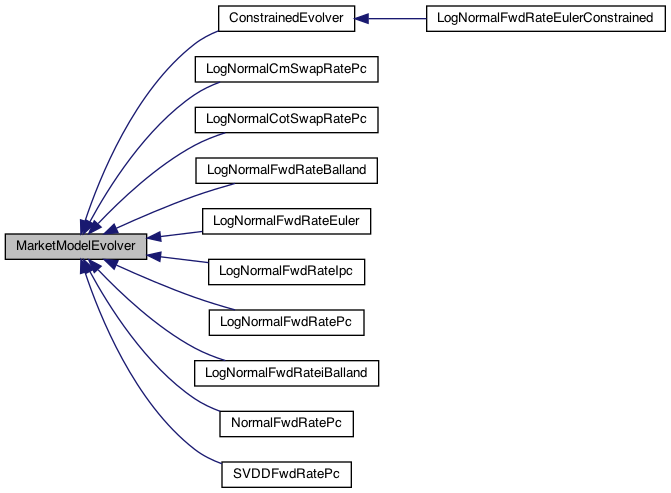 ConstrainedEvolver
LogNormalFwdRateEulerConstrained
LogNormalCmSwapRatePc
LogNormalCotSwapRatePc
LogNormalFwdRateBalland
LogNormalFwdRateEuler
MarketModelEvolver
LogNormalFwdRateIpc
LogNormalFwdRatePc
LogNormalFwdRateiBalland
NormalFwdRatePc
SVDDFwdRatePc